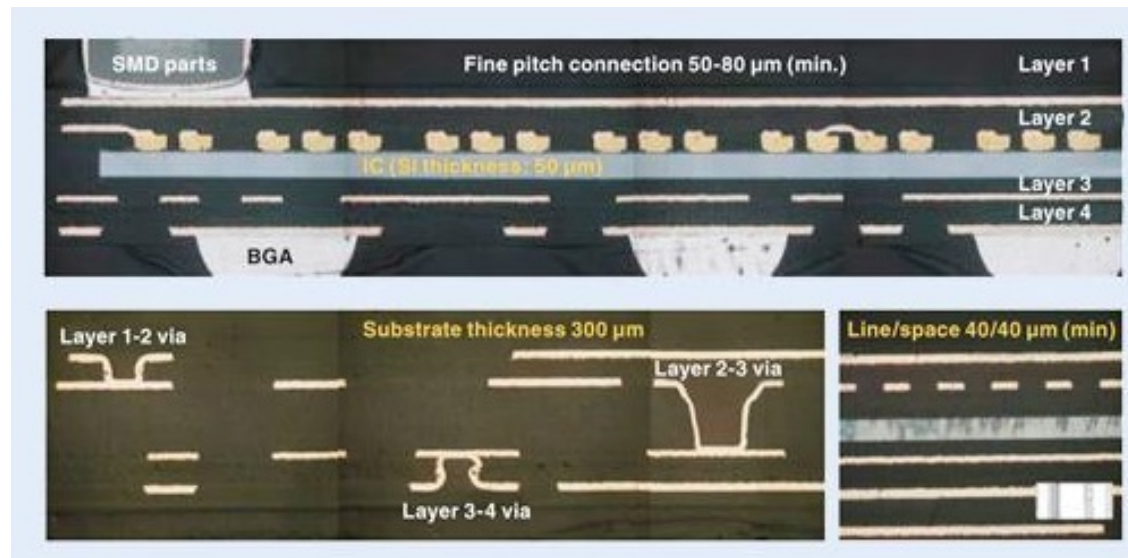 SMD parts
Fine pitch connection 50-80 µm (min.)
Layer 1
Layer 2
IC (SI thickness: 50 µm)
Layer 3
Layer 4
BGA
Layer 1-2 via
Substrate thickness 300 µm
Layer 2-3 via
Layer 3-4 via
Line/space 40/40 µm (min)